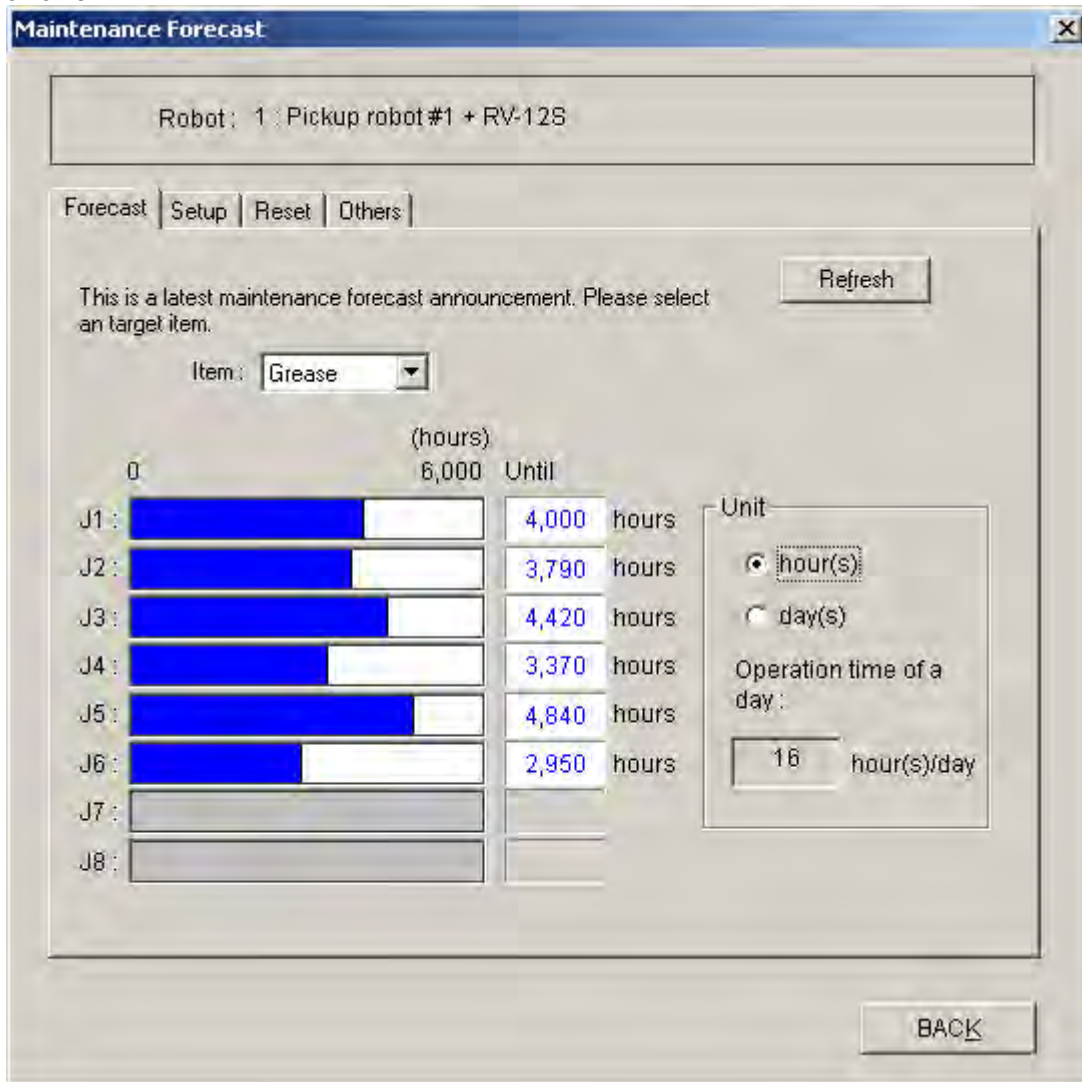 Maintenance Forecast
Robot : 1 : Pickup robot #1 + RV-12S
Forecast Setup Reset Others
Refresh
This is a latest maintenance forecast announcement. Please select
an target item.
Item : Grease
(hours)
0 6,000 Until
J1 : 4,000 hours
J2 : 3,790 hours
J3 : 4,420 hours
J4 : 3,370 hours
J5 : 4,840 hours
J6 : 2,950 hours
J7 :
J8 :
Unit
hour(s)
day(s)
Operation time of a
day :
16 hour(s)/day
BACK